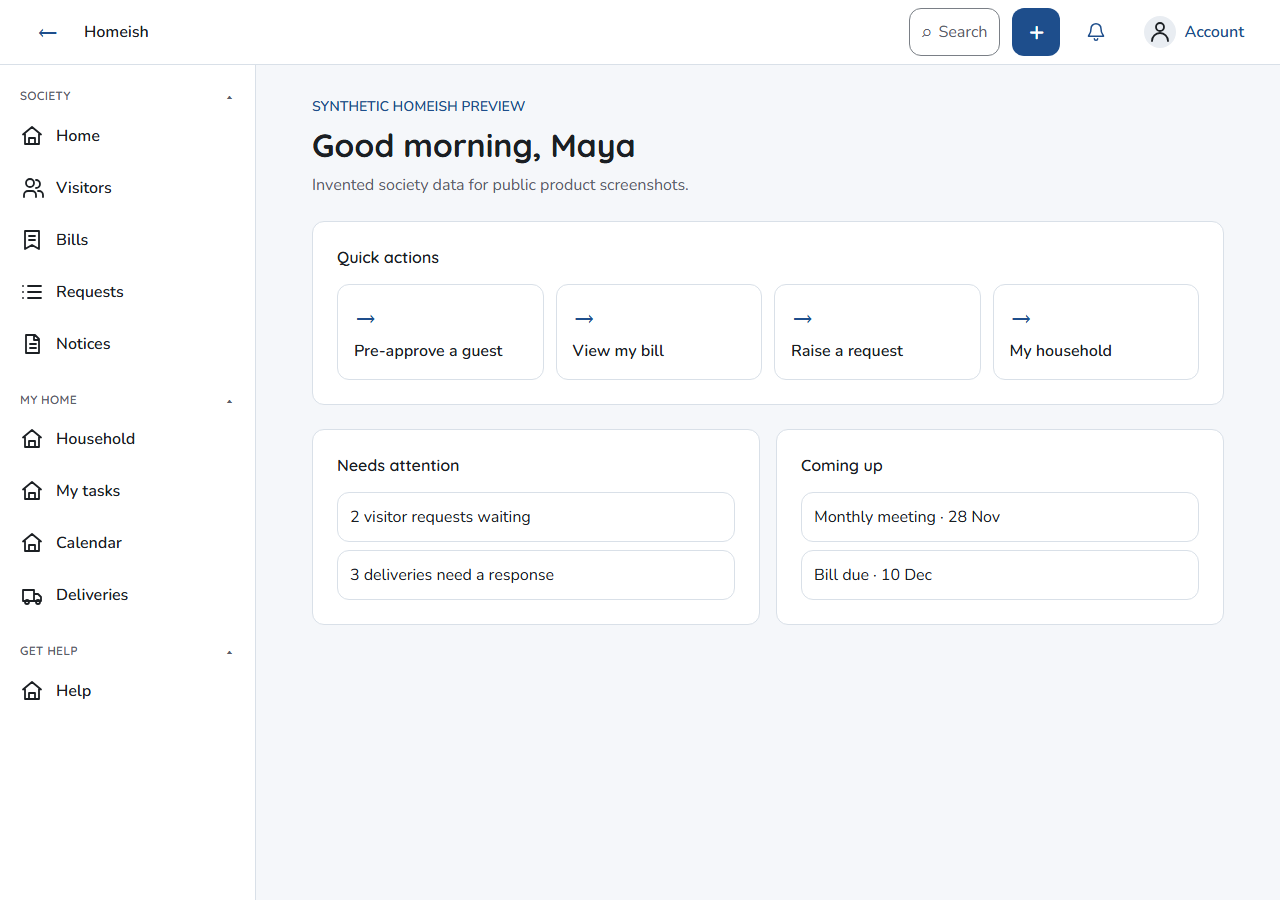 Homeish
Search
Account
SOCIETY
Home
Visitors
Bills
Requests
Notices
MY HOME
Household
My tasks
Calendar
Deliveries
GET HELP
Help
SYNTHETIC HOMEISH PREVIEW
Good morning, Maya
Invented society data for public product screenshots.
Quick actions
Pre-approve a guest
View my bill
Raise a request
My household
Needs attention
2 visitor requests waiting
3 deliveries need a response
Coming up
Monthly meeting · 28 Nov
Bill due · 10 Dec